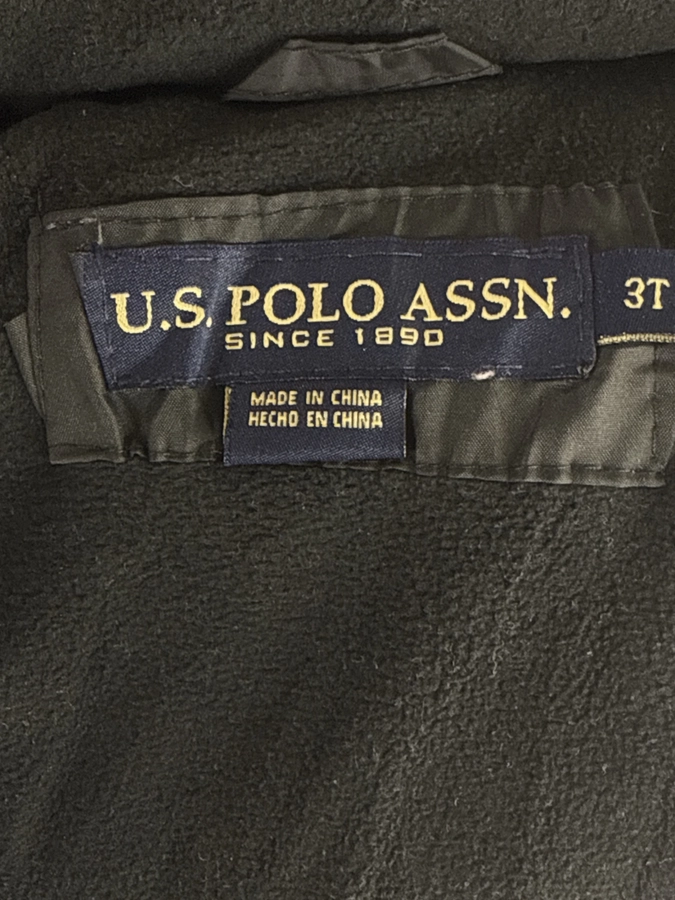 U.S. POLO ASSN.
SINCE 1890
3T
MADE IN CHINA
HECHO EN CHINA